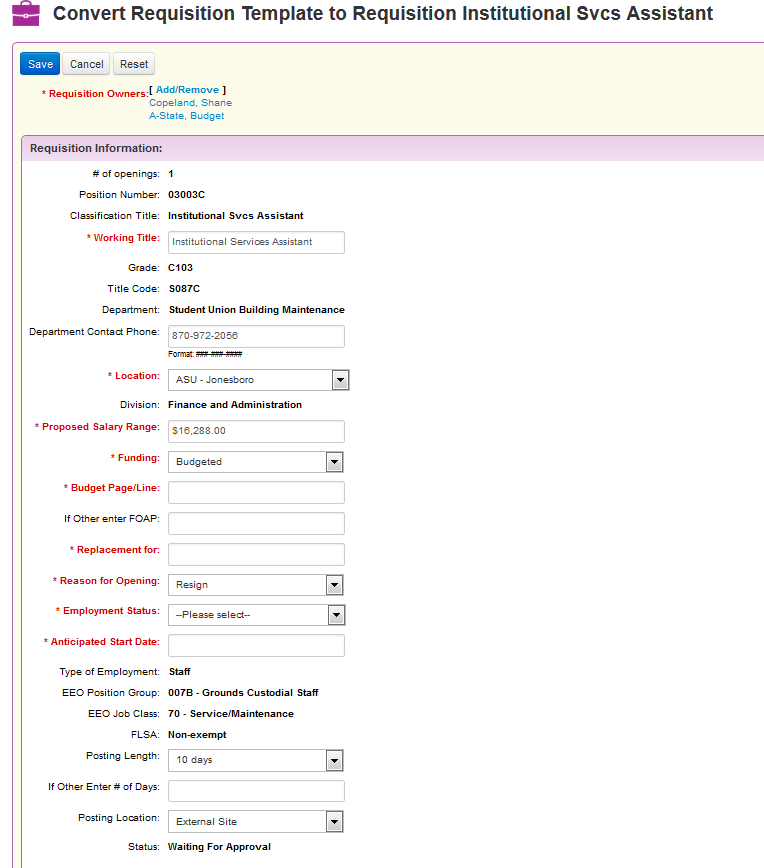 Convert Requisition Template to Requisition Institutional Svcs Assistant
Save Cancel Reset
* Requisition Owners: [ Add/Remove ]
Copeland, Shane
A-State, Budget
Requisition Information:
# of openings: 1
Position Number: 03003C
Classification Title: Institutional Svcs Assistant
* Working Title: Institutional Services Assistant
Grade: C103
Title Code: S087C
Department: Student Union Building Maintenance
Department Contact Phone: 870-972-2056
Format: ###-###-####
* Location: ASU - Jonesboro
Division: Finance and Administration
* Proposed Salary Range: $16,288.00
* Funding: Budgeted
* Budget Page/Line:
If Other enter FOAP:
* Replacement for:
* Reason for Opening: Resign
* Employment Status: --Please select--
* Anticipated Start Date:
Type of Employment: Staff
EEO Position Group: 007B - Grounds Custodial Staff
EEO Job Class: 70 - Service/Maintenance
FLSA: Non-exempt
Posting Length: 10 days
If Other Enter # of Days:
Posting Location: External Site
Status: Waiting For Approval